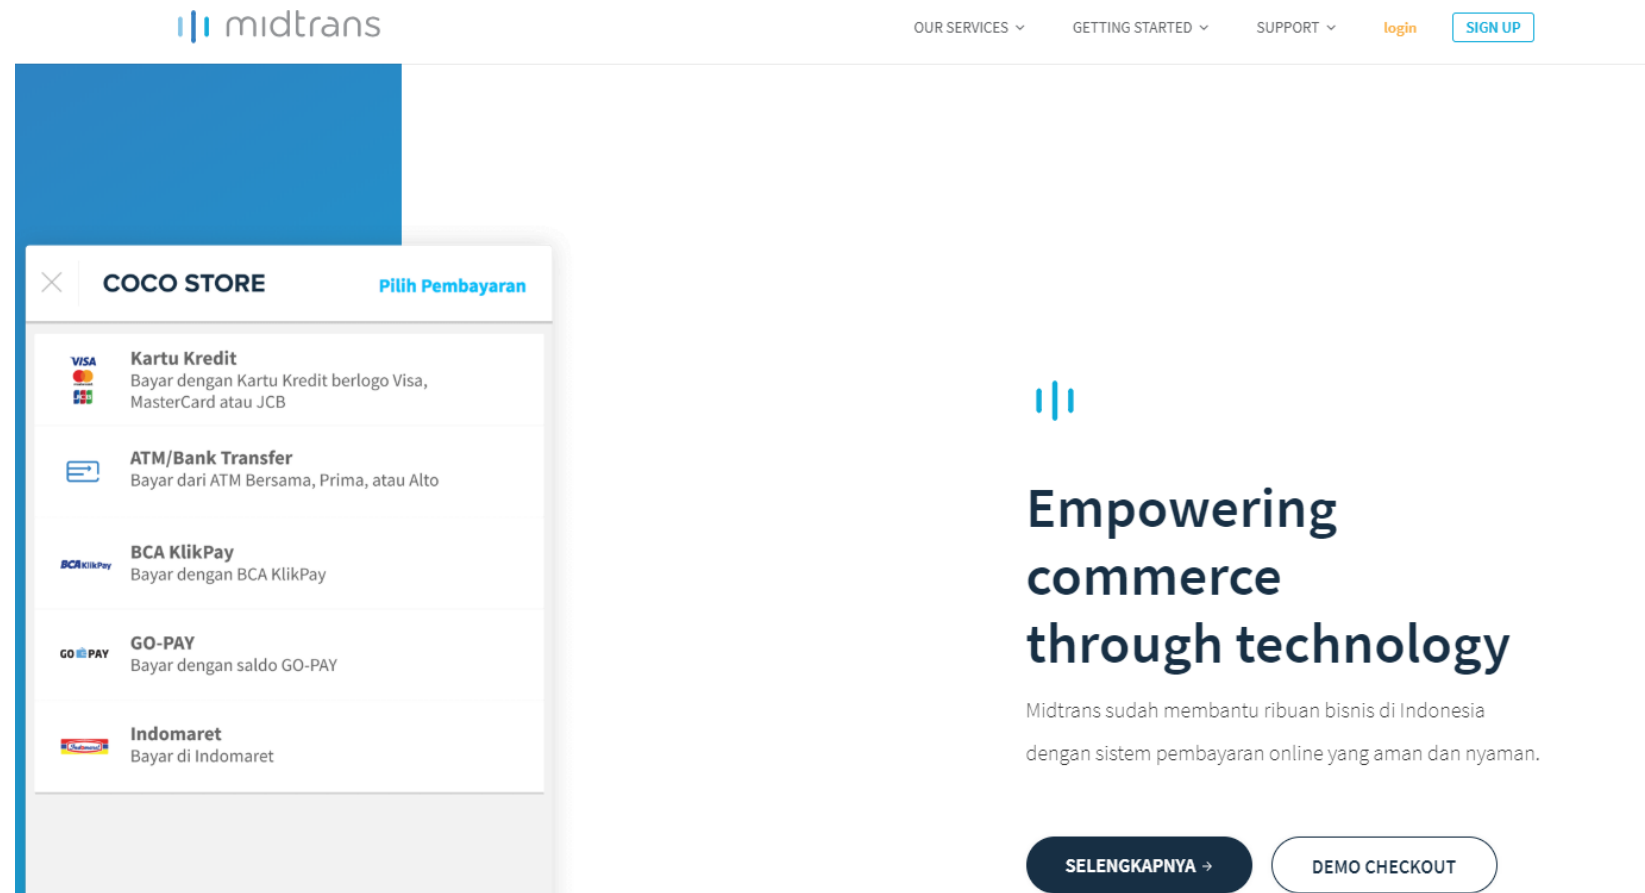 midtrans
OUR SERVICES
GETTING STARTED
SUPPORT
login
SIGN UP
COCO STORE
Pilih Pembayaran
VISA
JCB
Kartu Kredit
Bayar dengan Kartu Kredit berlogo Visa,
MasterCard atau JCB
ATM/Bank Transfer
Bayar dari ATM Bersama, Prima, atau Alto
BCA KlikPay
BCA KlikPay
Bayar dengan BCA KlikPay
GO PAY
GO-PAY
Bayar dengan saldo GO-PAY
Indomaret
Indomaret
Bayar di Indomaret
Empowering
commerce
through technology
Midtrans sudah membantu ribuan bisnis di Indonesia
dengan sistem pembayaran online yang aman dan nyaman.
SELENGKAPNYA →
DEMO CHECKOUT